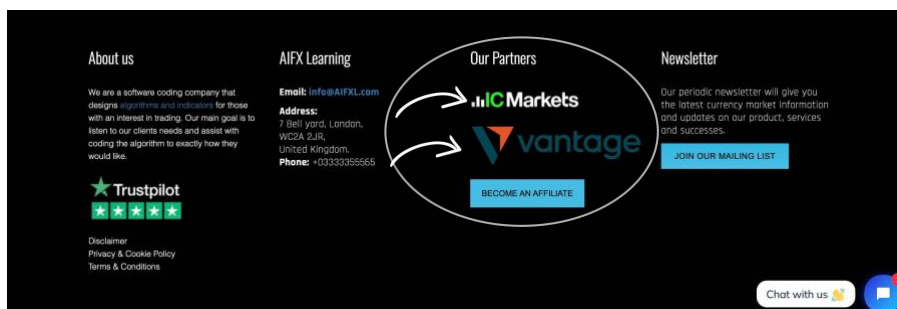 About us
We are a software coding company that
designs algorithms and indicators for those
with an interest in trading. Our main goal is to
listen to our clients needs and assist with
coding the algorithm to exactly how they
would like.
Trustpilot
Disclaimer
Privacy & Cookie Policy
Terms & Conditions
AIFX Learning
Email: info@AIFXL.com
Address:
7 Bell yard, London,
WC2A 2JR,
United Kingdom.
Phone: +03333355565
Our Partners
IC Markets
vantage
BECOME AN AFFILIATE
Newsletter
Our periodic newsletter will give you
the latest currency market information
and updates on our product, services
and successes.
JOIN OUR MAILING LIST
Chat with us 👋